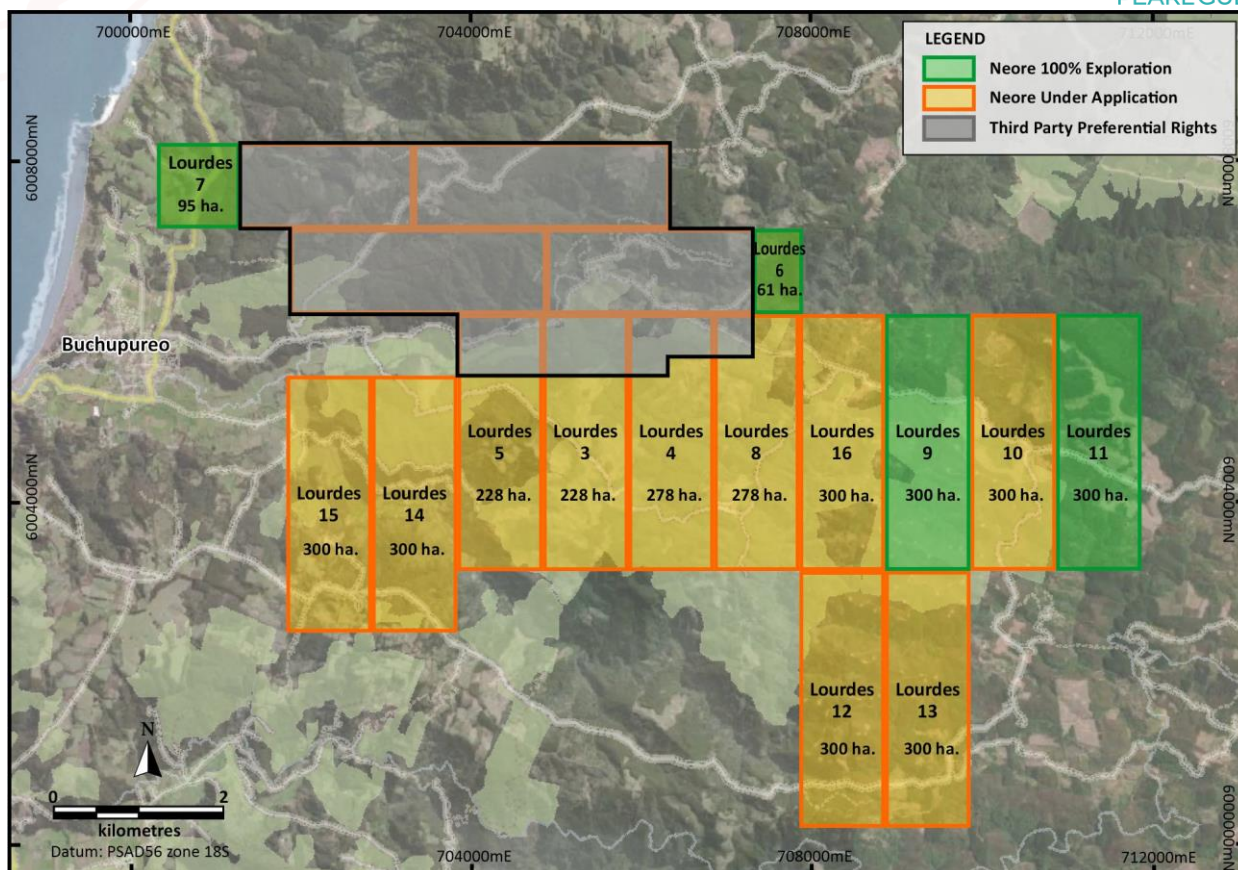 700000mE
704000mE
708000mE
712000mE
LEGEND
Neore 100% Exploration
Neore Under Application
Third Party Preferential Rights
6008000mN
Lourdes
7
95 ha.
Lourdes
6
61 ha.
Buchupureo
6004000mN
6004000mN
Lourdes
15
300 ha.
Lourdes
14
300 ha.
Lourdes
5
228 ha.
Lourdes
3
228 ha.
Lourdes
4
278 ha.
Lourdes
8
278 ha.
Lourdes
16
300 ha.
Lourdes
9
300 ha.
Lourdes
10
300 ha.
Lourdes
11
300 ha.
Lourdes
12
300 ha.
Lourdes
13
300 ha.
6000000mN
N
0 2
kilometres
Datum: PSAD56 zone 18S
704000mE
708000mE
712000mE